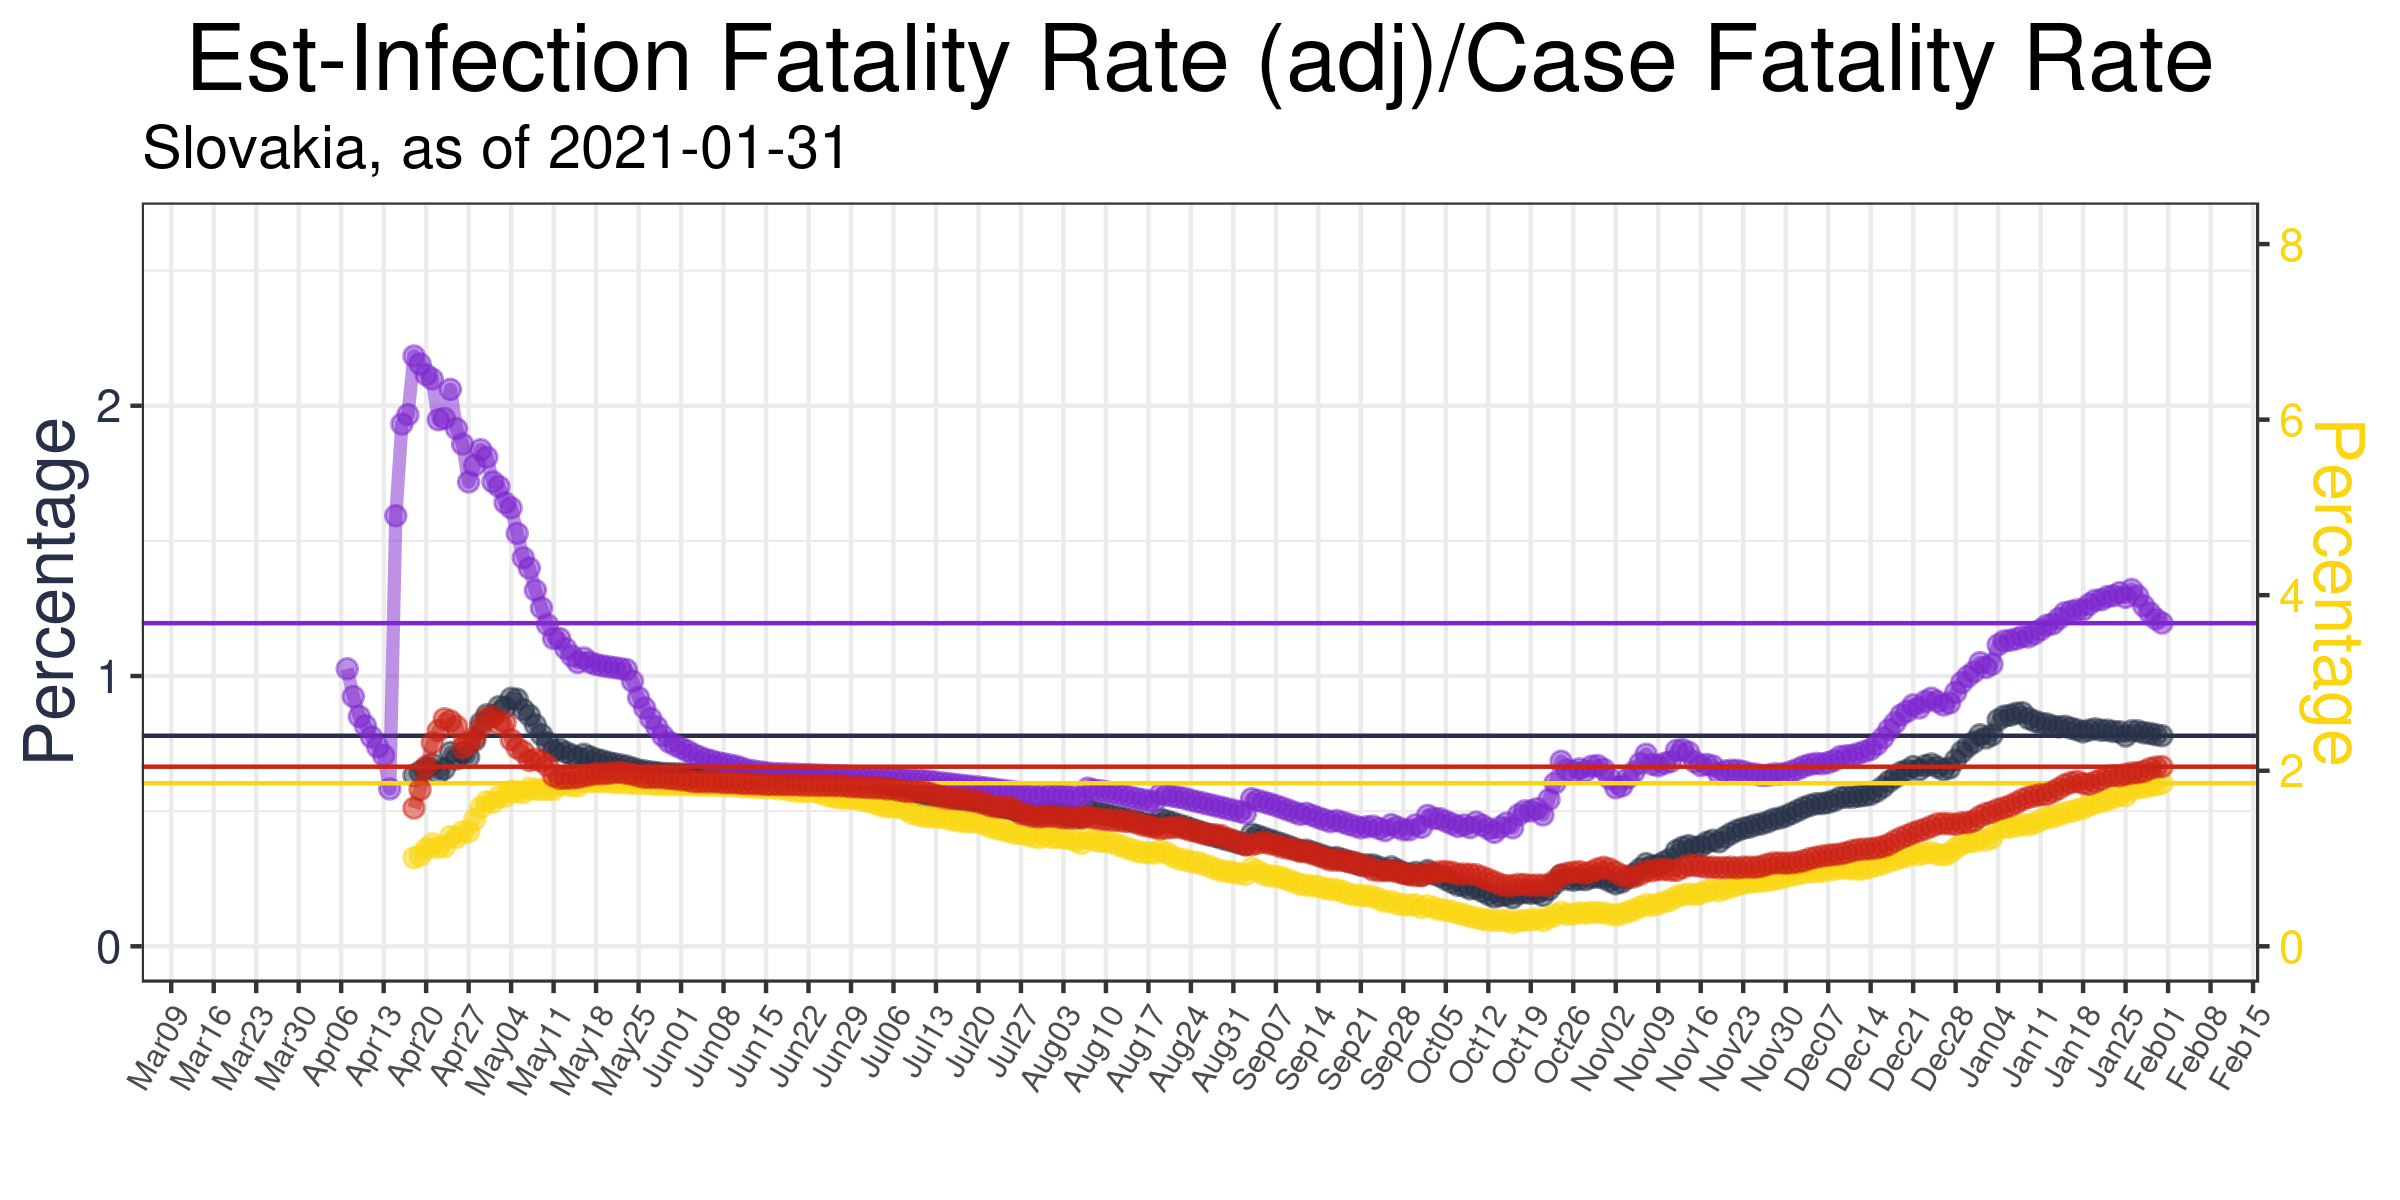 Est-Infection Fatality Rate (adj)/Case Fatality Rate
Slovakia, as of 2021-01-31
Percentage
2
1
0
8
6
4
2
0
Percentage
Mar09 Mar16 Mar23 Mar30 Apr06 Apr13 Apr20 Apr27 May04 May11 May18 May25 Jun01 Jun08 Jun15 Jun22 Jun29 Jul06 Jul13 Jul20 Jul27 Aug03 Aug10 Aug17 Aug24 Aug31 Sep07 Sep14 Sep21 Sep28 Oct05 Oct12 Oct19 Oct26 Nov02 Nov09 Nov16 Nov23 Nov30 Dec07 Dec14 Dec21 Dec28 Jan04 Jan11 Jan18 Jan25 Feb01 Feb08 Feb15